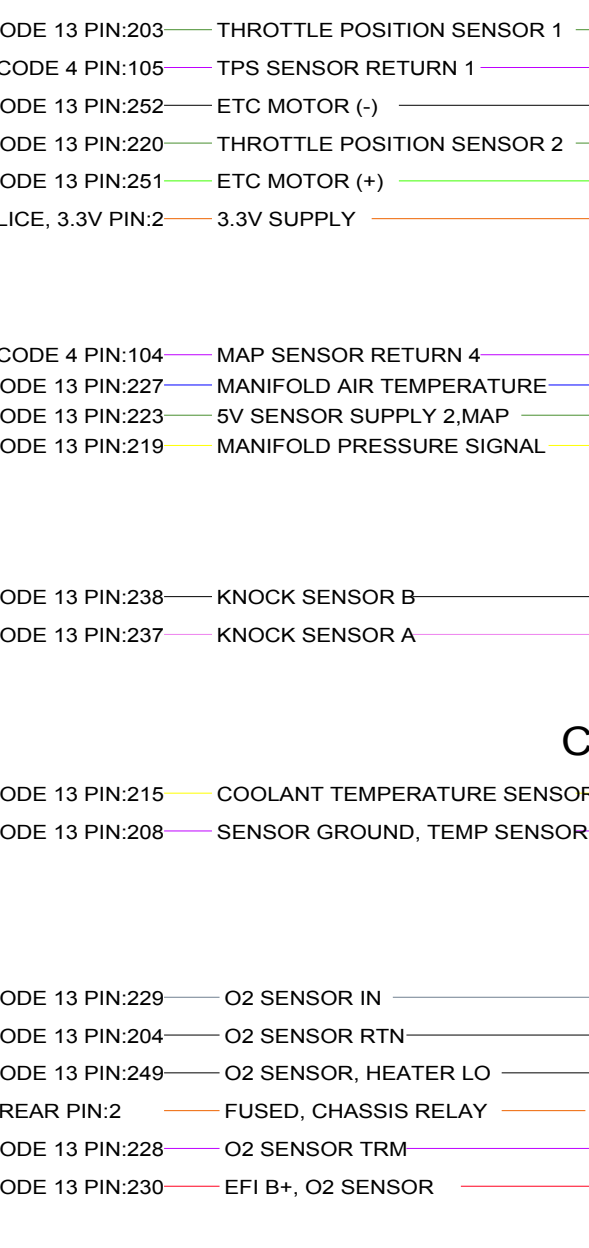 ODE 13 PIN:203 THROTTLE POSITION SENSOR 1
CODE 4 PIN:105 TPS SENSOR RETURN 1
ODE 13 PIN:252 ETC MOTOR (-)
ODE 13 PIN:220 THROTTLE POSITION SENSOR 2
ODE 13 PIN:251 ETC MOTOR (+)
LICE, 3.3V PIN:2 3.3V SUPPLY
CODE 4 PIN:104 MAP SENSOR RETURN 4
ODE 13 PIN:227 MANIFOLD AIR TEMPERATURE
ODE 13 PIN:223 5V SENSOR SUPPLY 2,MAP
ODE 13 PIN:219 MANIFOLD PRESSURE SIGNAL
ODE 13 PIN:238 KNOCK SENSOR B
ODE 13 PIN:237 KNOCK SENSOR A
C
ODE 13 PIN:215 COOLANT TEMPERATURE SENSOR
ODE 13 PIN:208 SENSOR GROUND, TEMP SENSOR
ODE 13 PIN:229 O2 SENSOR IN
ODE 13 PIN:204 O2 SENSOR RTN
ODE 13 PIN:249 O2 SENSOR, HEATER LO
REAR PIN:2 FUSED, CHASSIS RELAY
ODE 13 PIN:228 O2 SENSOR TRM
ODE 13 PIN:230 EFI B+, O2 SENSOR